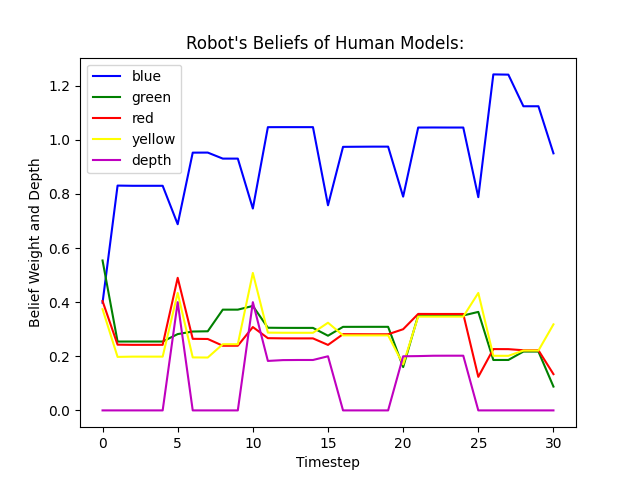 Robot's Beliefs of Human Models:
blue
green
red
yellow
depth
Belief Weight and Depth
1.2
1.0
0.8
0.6
0.4
0.2
0.0
0 5 10 15 20 25 30
Timestep